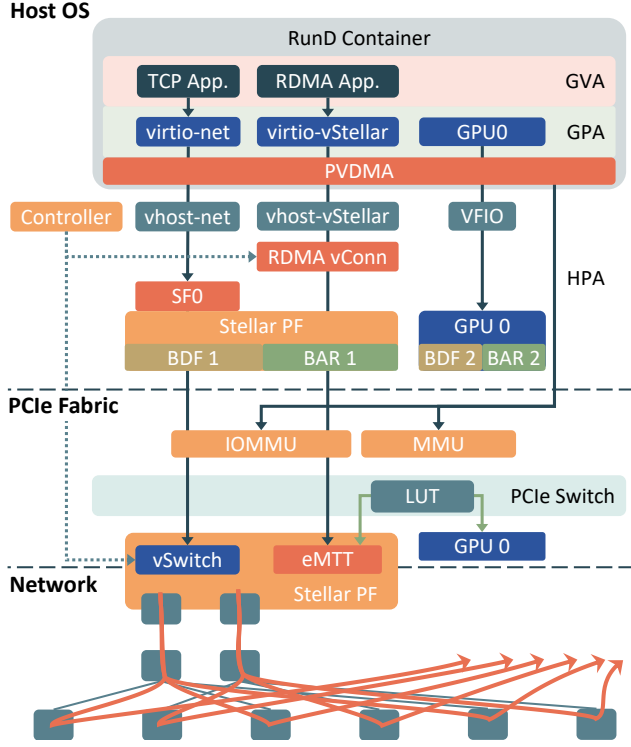 Host OS
RunD Container
TCP App.
RDMA App.
GVA
virtio-net
virtio-vStellar
GPU0
GPA
PVDMA
Controller
vhost-net
vhost-vStellar
VFIO
RDMA vConn
HPA
SF0
Stellar PF
GPU 0
BDF 1
BAR 1
BDF 2
BAR 2
PCIe Fabric
IOMMU
MMU
LUT
PCIe Switch
vSwitch
eMTT
GPU 0
Network
Stellar PF